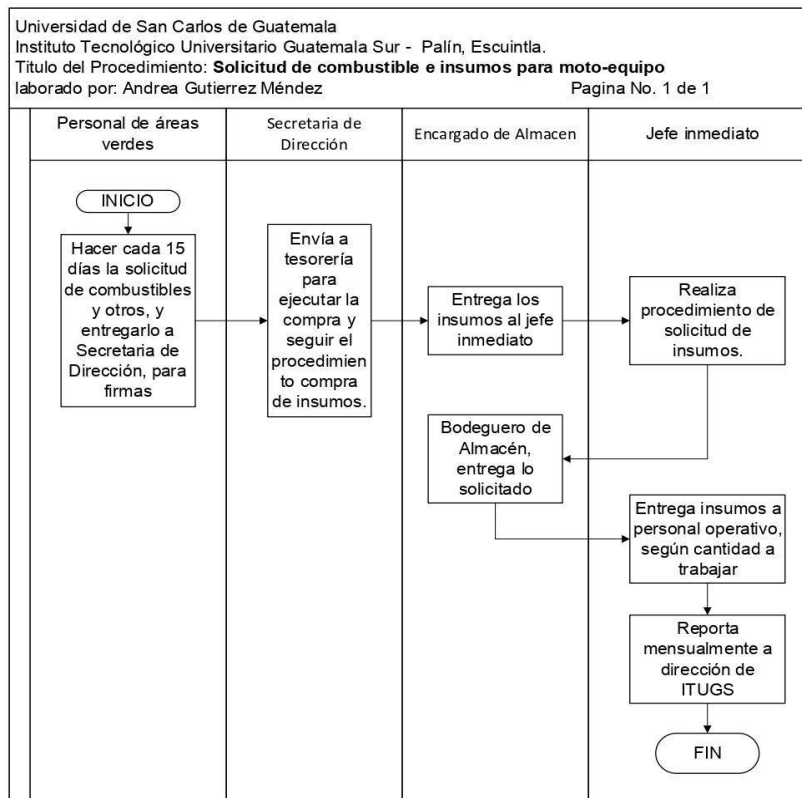 Universidad de San Carlos de Guatemala
Instituto Tecnológico Universitario Guatemala Sur - Palín, Escuintla.
Titulo del Procedimiento: Solicitud de combustible e insumos para moto-equipo
laborado por: Andrea Gutierrez Méndez Pagina No. 1 de 1
Personal de áreas
verdes
Secretaria de
Dirección
Encargado de Almacen
Jefe inmediato
INICIO
Hacer cada 15
días la solicitud
de combustibles
y otros, y
entregarlo a
Secretaria de
Dirección, para
firmas
Envía a
tesorería
para
ejecutar la
compra y
seguir el
procedimie
nto compra
de insumos.
Entrega los
insumos al jefe
inmediato
Realiza
procedimiento de
solicitud de
insumos.
Bodeguero de
Almacén,
entrega lo
solicitado
Entrega insumos a
personal operativo,
según cantidad a
trabajar
Reporta
mensualmente a
dirección de
ITUGS
FIN